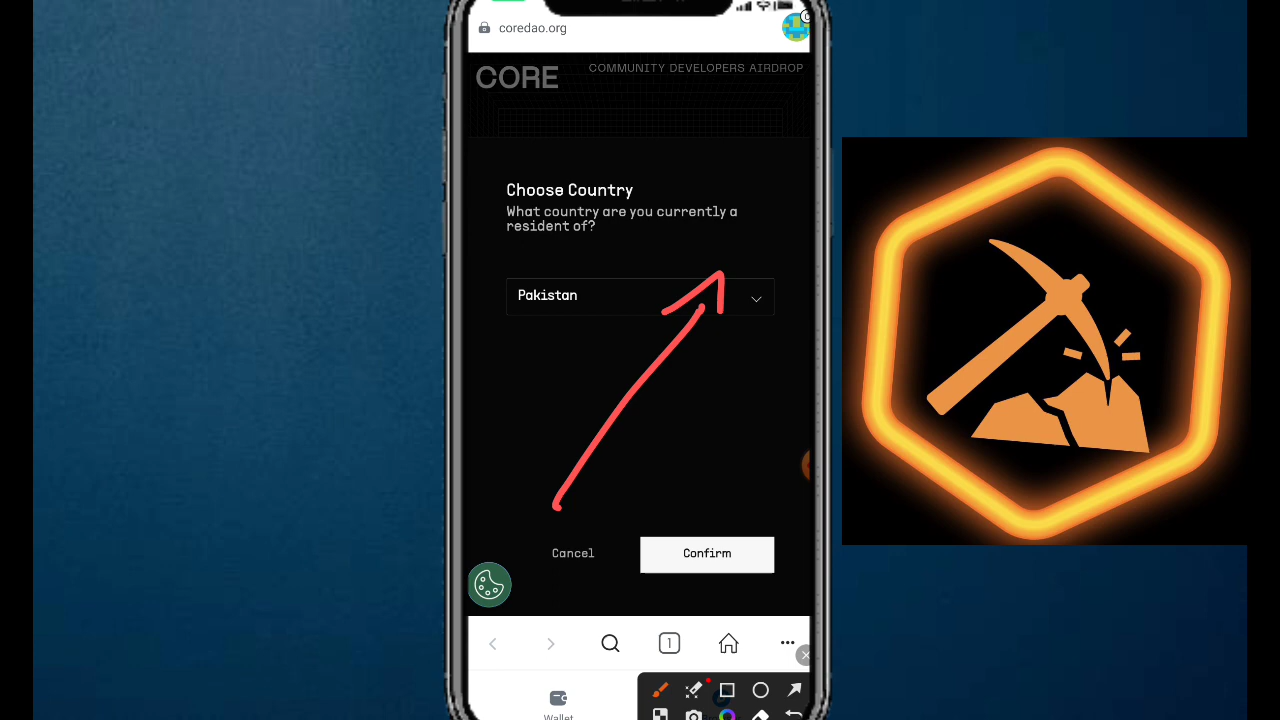 coredao.org
CORE
COMMUNITY DEVELOPERS AIRDROP
Choose Country
What country are you currently a
resident of?
Pakistan
Cancel
Confirm
1
Wallet